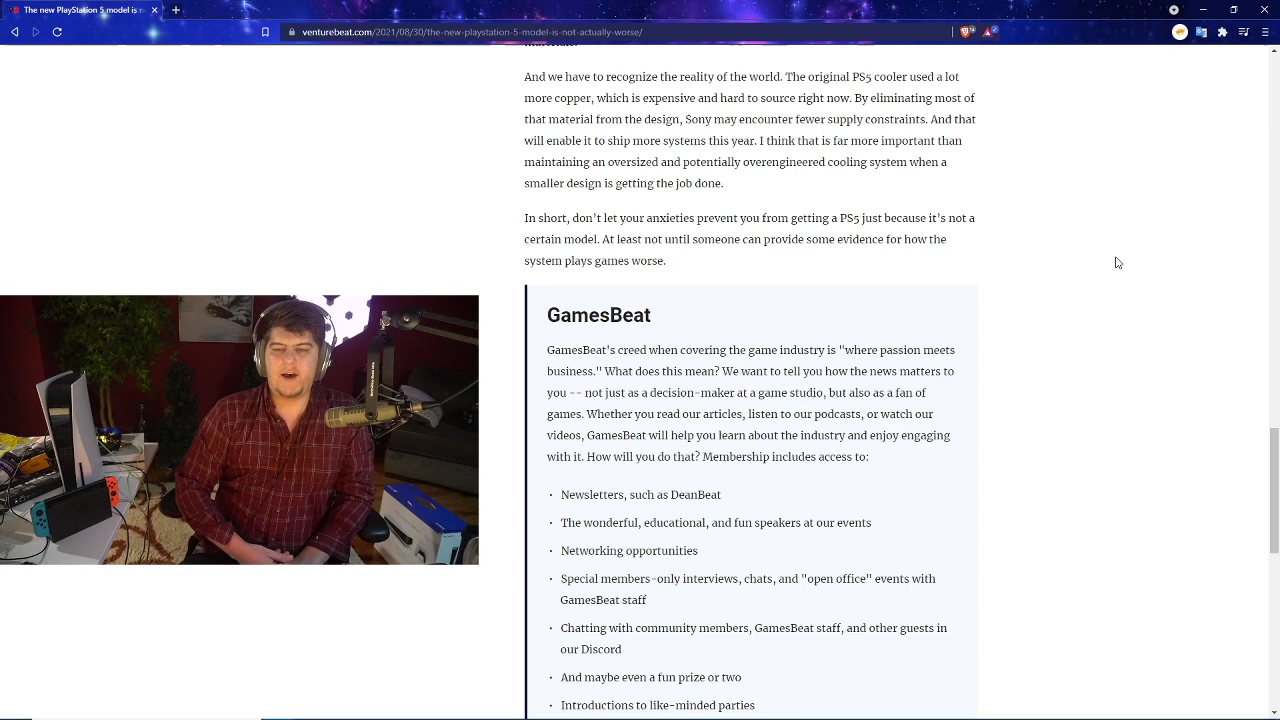 The new PlayStation 5 model is n
venturebeat.com/2021/08/30/the-new-playstation-5-model-is-not-actually-worse/
And we have to recognize the reality of the world. The original PS5 cooler used a lot
more copper, which is expensive and hard to source right now. By eliminating most of
that material from the design, Sony may encounter fewer supply constraints. And that
will enable it to ship more systems this year. I think that is far more important than
maintaining an oversized and potentially overengineered cooling system when a
smaller design is getting the job done.
In short, don’t let your anxieties prevent you from getting a PS5 just because it’s not a
certain model. At least not until someone can provide some evidence for how the
system plays games worse.
GamesBeat
GamesBeat's creed when covering the game industry is "where passion meets
business." What does this mean? We want to tell you how the news matters to
you -- not just as a decision-maker at a game studio, but also as a fan of
games. Whether you read our articles, listen to our podcasts, or watch our
videos, GamesBeat will help you learn about the industry and enjoy engaging
with it. How will you do that? Membership includes access to:
• Newsletters, such as DeanBeat
• The wonderful, educational, and fun speakers at our events
• Networking opportunities
• Special members-only interviews, chats, and "open office" events with
GamesBeat staff
• Chatting with community members, GamesBeat staff, and other guests in
our Discord
• And maybe even a fun prize or two
• Introductions to like-minded parties